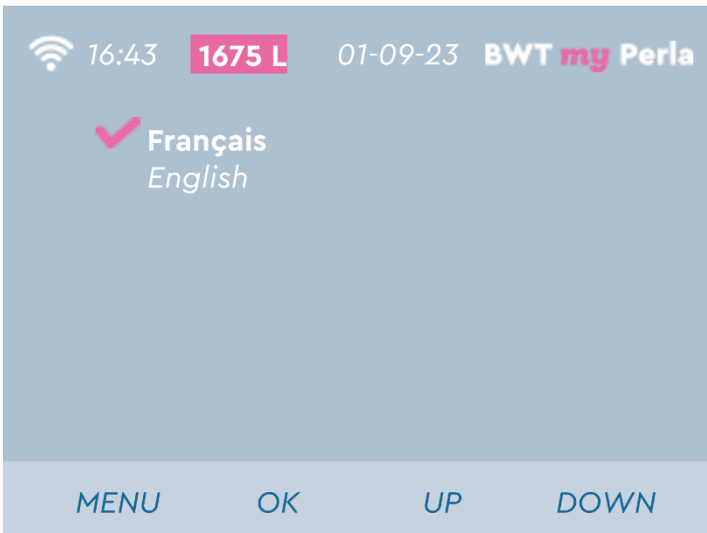 16:43 1675 L 01-09-23 BWT my Perla
Français
English
MENU OK UP DOWN